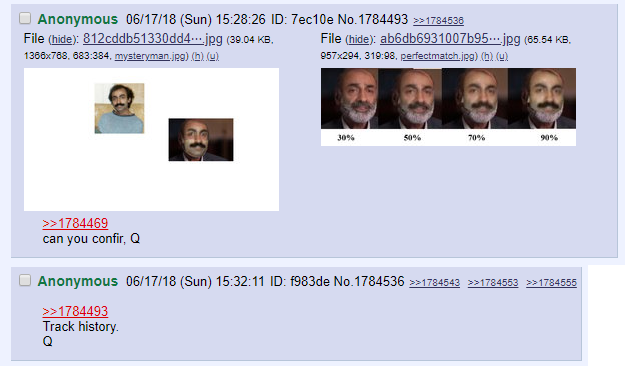 Anonymous 06/17/18 (Sun) 15:28:26 ID: 7ec10e No.1784493 >>1784536
File (hide): 812cddb51330dd4⋯.jpg (39.04 KB, 1366x768, 683:384, mysteryman.jpg) (h) (u)
File (hide): ab6db6931007b95⋯.jpg (65.54 KB, 957x294, 319:98, perfectmatch.jpg) (h) (u)
30% 50% 70% 90%
>>1784469
can you confir, Q
Anonymous 06/17/18 (Sun) 15:32:11 ID: f983de No.1784536 >>1784543 >>1784553 >>1784555
>>1784493
Track history.
Q